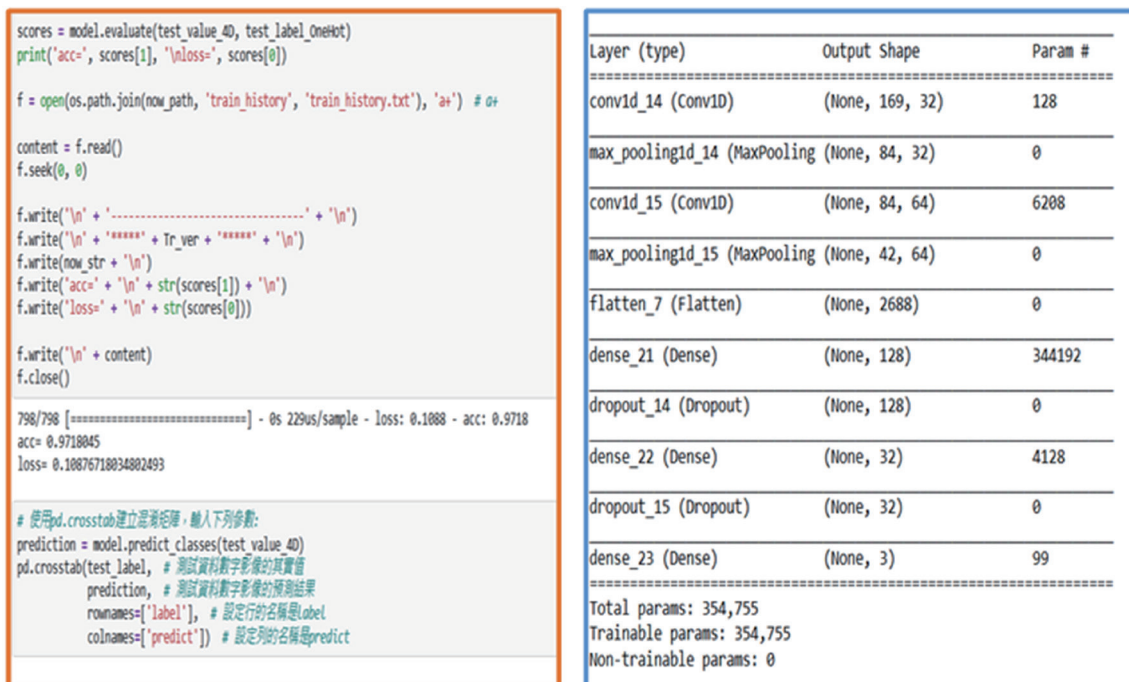 scores = model.evaluate(test_value_4D, test_label_OneHot)
print('acc=', scores[1], '\nloss=', scores[0])
f = open(os.path.join(now_path, 'train_history', 'train_history.txt'), 'a+')  # a+
content = f.read()
f.seek(0, 0)
f.write('\n' + '---------------------------------' + '\n')
f.write('\n' + '*****' + Tr_ver + '*****' + '\n')
f.write(now_str + '\n')
f.write('acc=' + '\n' + str(scores[1]) + '\n')
f.write('loss=' + '\n' + str(scores[0]))
f.write('\n' + content)
f.close()
798/798 [==============================] - 0s 229us/sample - loss: 0.1088 - acc: 0.9718
acc= 0.9718045
loss= 0.10876718034802493
# 使用pd.crosstab建立混淆矩陣，輸入下列參數:
prediction = model.predict_classes(test_value_4D)
pd.crosstab(test_label,  # 測試資料數字影像的真實值
prediction,  # 測試資料數字影像的預測結果
rownames=['label'],  # 設定行的名稱是label
colnames=['predict'])  # 設定列的名稱是predict
Layer (type) Output Shape Param #
conv1d_14 (Conv1D) (None, 169, 32) 128
max_pooling1d_14 (MaxPooling (None, 84, 32) 0
conv1d_15 (Conv1D) (None, 84, 64) 6208
max_pooling1d_15 (MaxPooling (None, 42, 64) 0
flatten_7 (Flatten) (None, 2688) 0
dense_21 (Dense) (None, 128) 344192
dropout_14 (Dropout) (None, 128) 0
dense_22 (Dense) (None, 32) 4128
dropout_15 (Dropout) (None, 32) 0
dense_23 (Dense) (None, 3) 99
Total params: 354,755
Trainable params: 354,755
Non-trainable params: 0